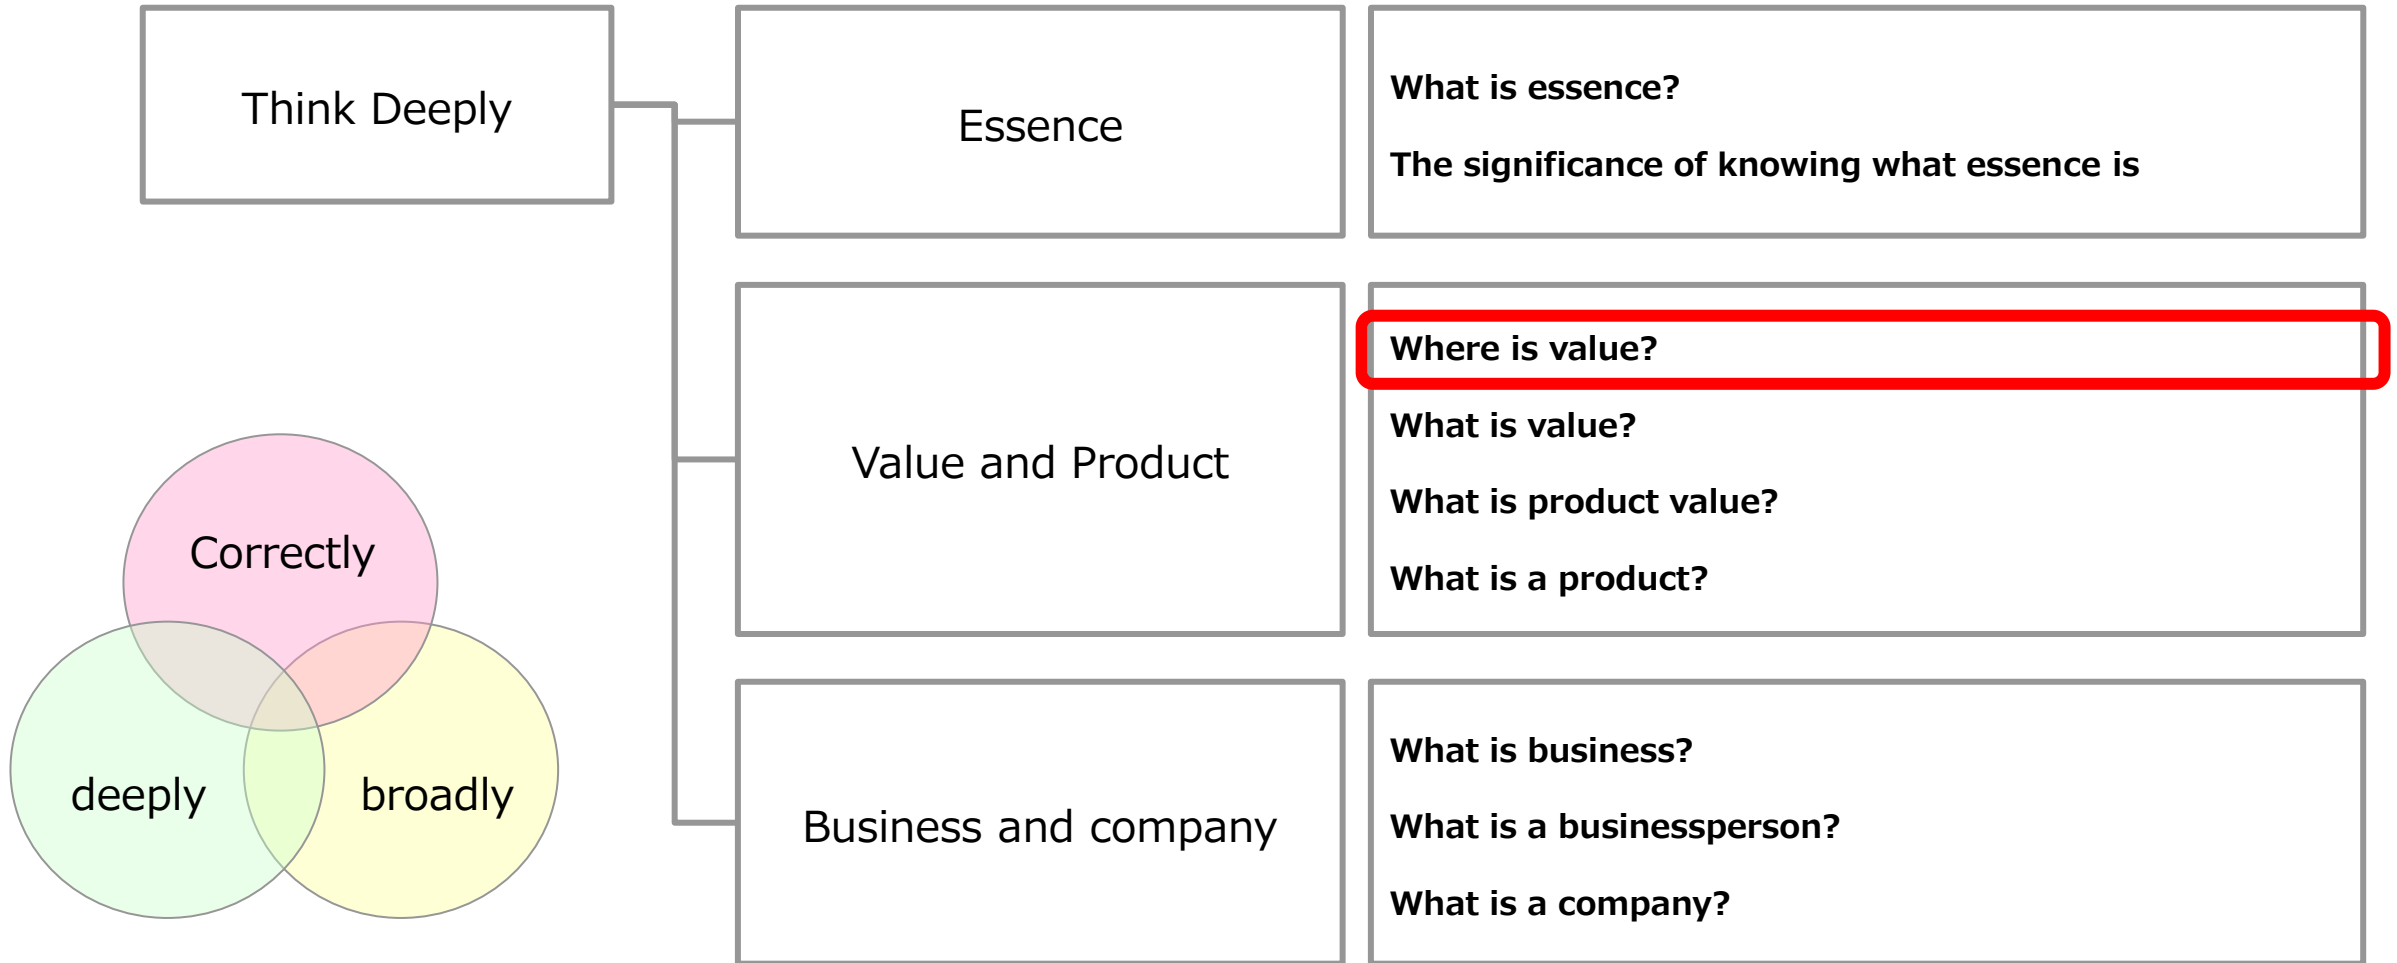 Think Deeply
Essence
What is essence?
The significance of knowing what essence is
Value and Product
Where is value?
What is value?
What is product value?
What is a product?
Business and company
What is business?
What is a businessperson?
What is a company?
Correctly
deeply
broadly